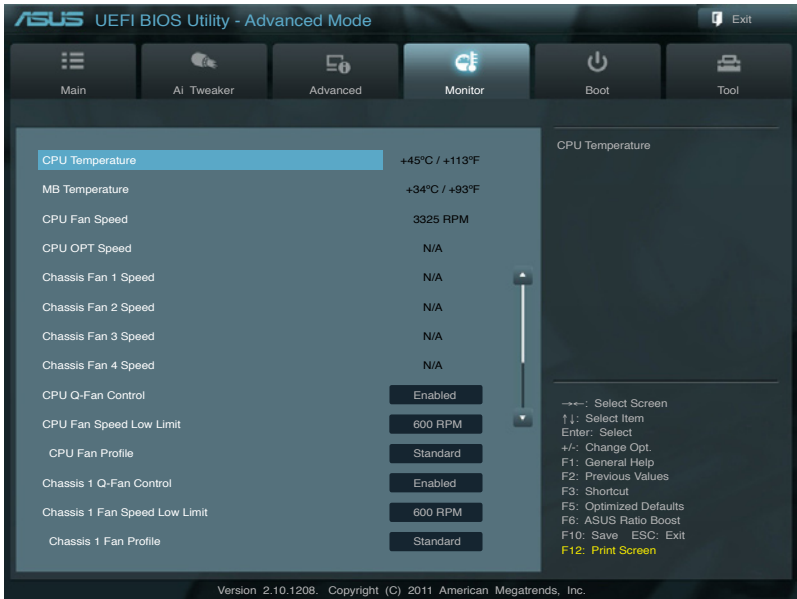 ASUS UEFI BIOS Utility - Advanced Mode
Exit
Main
Ai Tweaker
Advanced
Monitor
Boot
Tool
CPU Temperature +45ºC / +113ºF
MB Temperature +34ºC / +93ºF
CPU Fan Speed 3325 RPM
CPU OPT Speed N/A
Chassis Fan 1 Speed N/A
Chassis Fan 2 Speed N/A
Chassis Fan 3 Speed N/A
Chassis Fan 4 Speed N/A
CPU Q-Fan Control Enabled
CPU Fan Speed Low Limit 600 RPM
CPU Fan Profile Standard
Chassis 1 Q-Fan Control Enabled
Chassis 1 Fan Speed Low Limit 600 RPM
Chassis 1 Fan Profile Standard
CPU Temperature
→←: Select Screen
↑↓: Select Item
Enter: Select
+/-: Change Opt.
F1: General Help
F2: Previous Values
F3: Shortcut
F5: Optimized Defaults
F6: ASUS Ratio Boost
F10: Save ESC: Exit
F12: Print Screen
Version 2.10.1208. Copyright (C) 2011 American Megatrends, Inc.